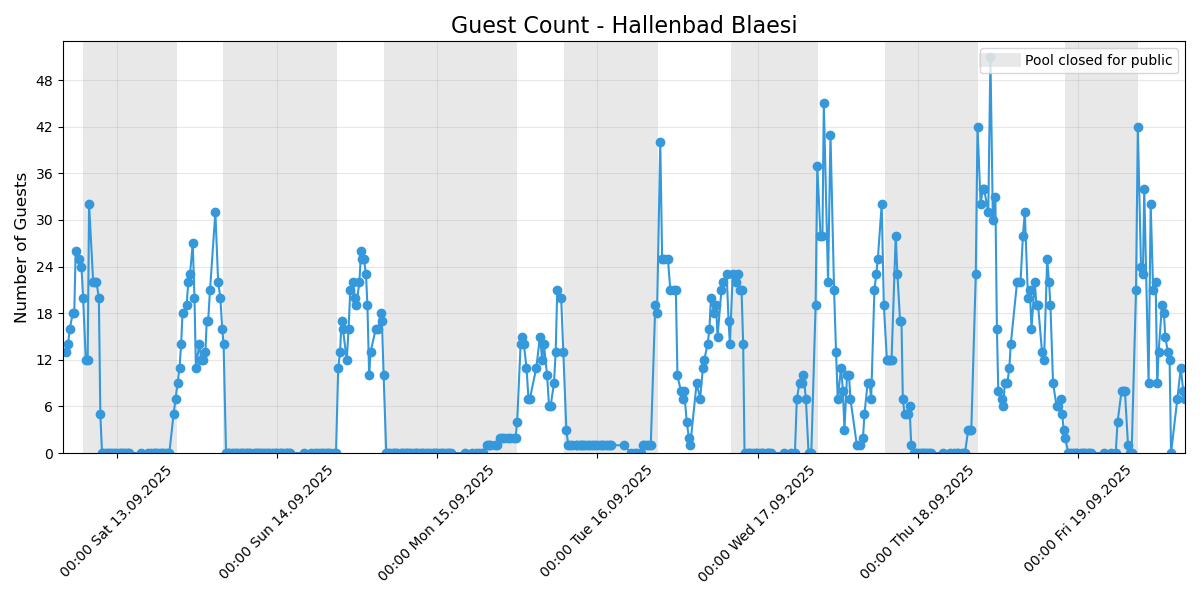 Guest Count - Hallenbad Blaesi
Pool closed for public
Number of Guests
48
42
36
30
24
18
12
6
0
00:00 Sat 13.09.2025
00:00 Sun 14.09.2025
00:00 Mon 15.09.2025
00:00 Tue 16.09.2025
00:00 Wed 17.09.2025
00:00 Thu 18.09.2025
00:00 Fri 19.09.2025